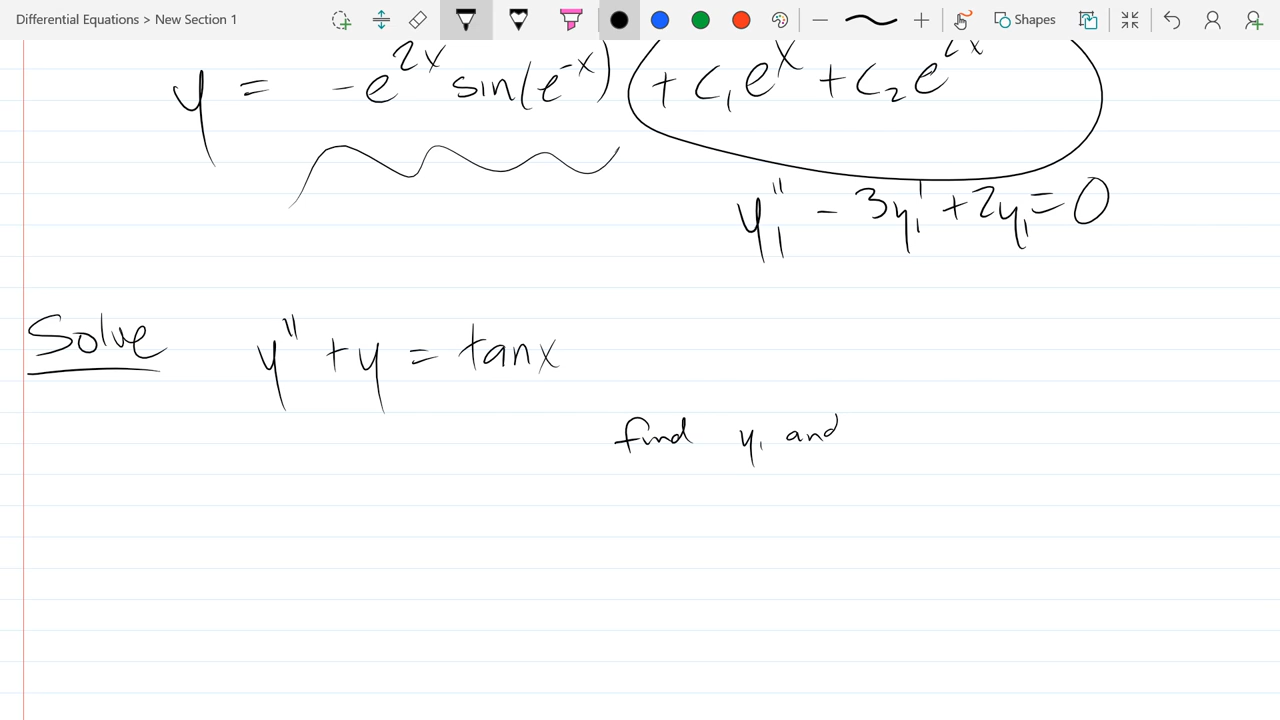 Differential Equations > New Section 1
Shapes
y = -e^{2x} sin(e^{-x}) + c₁e^x + c₂e^{2x}
y₁'' - 3y₁' + 2y₁ = 0
Solve y'' + y = tanx
find y₁ and